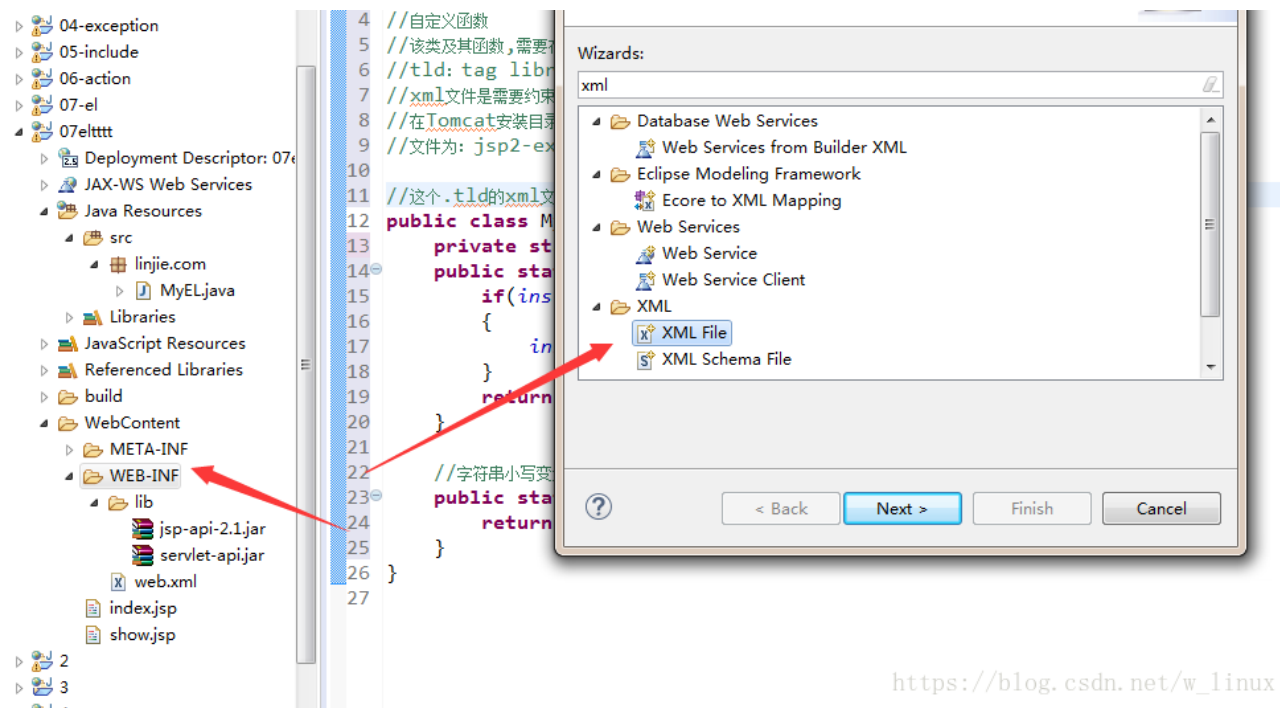 04-exception
05-include
06-action
07-el
07eltttt
Deployment Descriptor: 07e
JAX-WS Web Services
Java Resources
src
linjie.com
MyEL.java
Libraries
JavaScript Resources
Referenced Libraries
build
WebContent
META-INF
WEB-INF
lib
jsp-api-2.1.jar
servlet-api.jar
web.xml
index.jsp
show.jsp
2
3
4 //自定义函数
5 //该类及其函数,需要
6 //tld: tag libr
7 //xml文件是需要约束
8 //在Tomcat安装目录
9 //文件为: jsp2-ex
10
11 //这个.tld的xml文
12 public class M
13 private st
14 public sta
15 if(ins
16 {
17 in
18 }
19 return
20 }
21
22 //字符串小写变
23 public sta
24 return
25 }
26 }
27
Wizards:
xml
Database Web Services
Web Services from Builder XML
Eclipse Modeling Framework
Ecore to XML Mapping
Web Services
Web Service
Web Service Client
XML
XML File
XML Schema File
?
< Back
Next >
Finish
Cancel
https://blog.csdn.net/w_linux